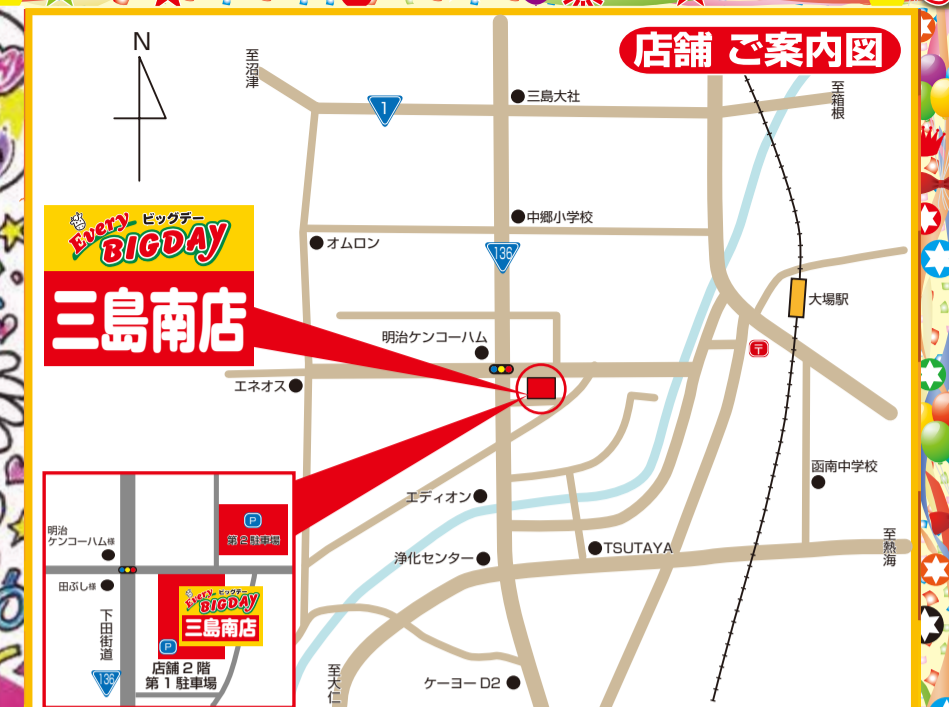 N
至沼津
店舗 ご案内図
三島大社
至箱根
1
Every ビッグデー
BIGDAY
三島南店
中郷小学校
オムロン
136
大場駅
明治ケンコーハム
〒
エネオス
函南中学校
エディオン
至熱海
TSUTAYA
浄化センター
ケーヨーD2
至大仁
P
第2駐車場
明治
ケンコーハム様
田ぶし様
Every ビッグデー
BIGDAY
三島南店
下田街道
P
店舗2階
第1駐車場
136